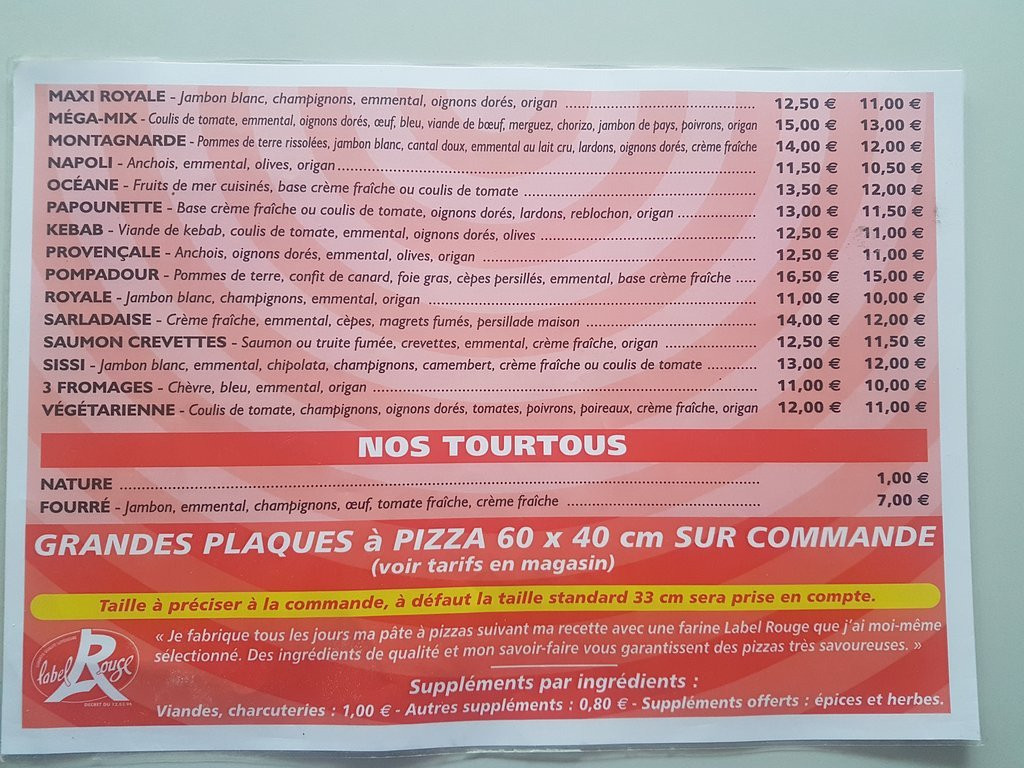 MAXI ROYALE - Jambon blanc, champignons, emmental, oignons dorés, origan ........ 12,50 € 11,00 €
MÉGA-MIX - Coulis de tomate, emmental, oignons dorés, œuf, bleu, viande de bœuf, merguez, chorizo, jambon de pays, poivrons, origan 15,00 € 13,00 €
MONTAGNARDE - Pommes de terre rissolées, jambon blanc, cantal doux, emmental au lait cru, lardons, oignons dorés, crème fraîche 14,00 € 12,00 €
NAPOLI - Anchois, emmental, olives, origan ........ 11,50 € 10,50 €
OCÉANE - Fruits de mer cuisinés, base crème fraîche ou coulis de tomate ........ 13,50 € 12,00 €
PAPOUNETTE - Base crème fraîche ou coulis de tomate, oignons dorés, lardons, reblochon, origan ........ 13,00 € 11,50 €
KEBAB - Viande de kebab, coulis de tomate, emmental, oignons dorés, olives ........ 12,50 € 11,00 €
PROVENÇALE - Anchois, oignons dorés, emmental, olives, origan ........ 12,50 € 11,00 €
POMPADOUR - Pommes de terre, confit de canard, foie gras, cèpes persillés, emmental, base crème fraîche ..... 16,50 € 15,00 €
ROYALE - Jambon blanc, champignons, emmental, origan ........ 11,00 € 10,00 €
SARLADAISE - Crème fraîche, emmental, cèpes, magrets fumés, persillade maison ........ 14,00 € 12,00 €
SAUMON CREVETTES - Saumon ou truite fumée, crevettes, emmental, crème fraîche, origan ........ 12,50 € 11,50 €
SISSI - Jambon blanc, emmental, chipolata, champignons, camembert, crème fraîche ou coulis de tomate ........ 13,00 € 12,00 €
3 FROMAGES - Chèvre, bleu, emmental, origan ........ 11,00 € 10,00 €
VÉGÉTARIENNE - Coulis de tomate, champignons, oignons dorés, tomates, poivrons, poireaux, crème fraîche, origan 12,00 € 11,00 €
NOS TOURTOUS
NATURE ........ 1,00 €
FOURRÉ - Jambon, emmental, champignons, œuf, tomate fraîche, crème fraîche ........ 7,00 €
GRANDES PLAQUES à PIZZA 60 x 40 cm SUR COMMANDE
(voir tarifs en magasin)
Taille à préciser à la commande, à défaut la taille standard 33 cm sera prise en compte.
« Je fabrique tous les jours ma pâte à pizzas suivant ma recette avec une farine Label Rouge que j'ai moi-même
sélectionné. Des ingrédients de qualité et mon savoir-faire vous garantissent des pizzas très savoureuses. »
label Rouge
Suppléments par ingrédients :
Viandes, charcuteries : 1,00 € - Autres suppléments : 0,80 € - Suppléments offerts : épices et herbes.